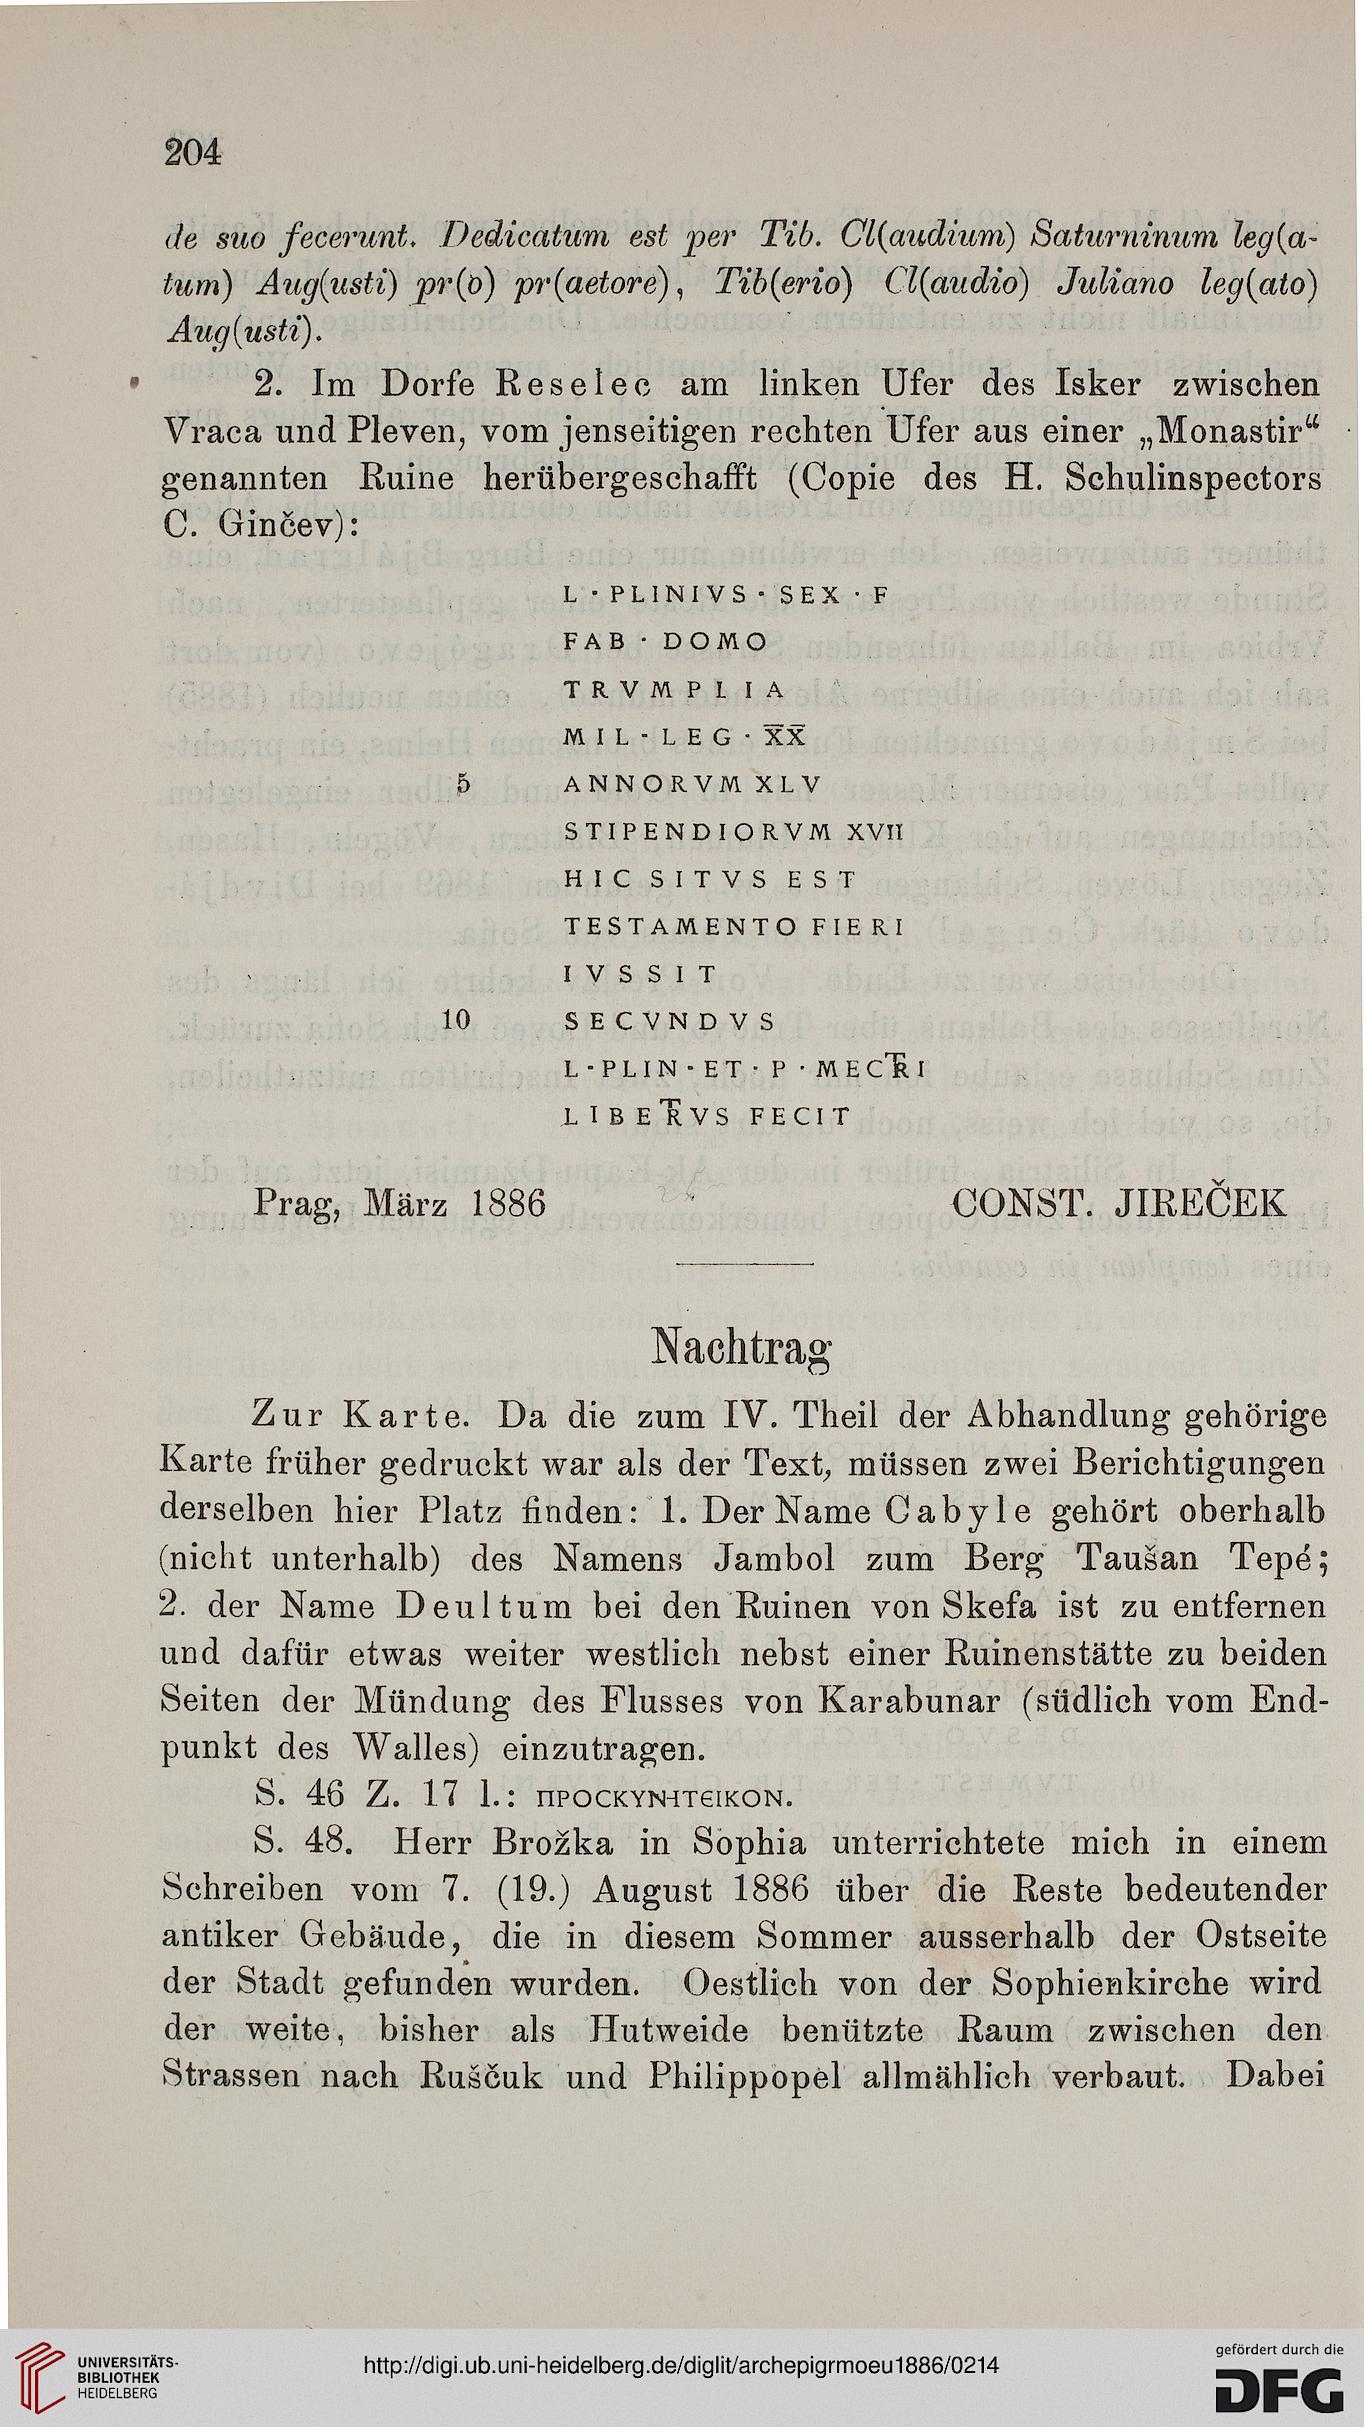 204
de suo fecerunt. Dedicatum est per Tib. Cl(audium) Saturninum leg(a-
tum) Aug(usti) pr(o) pr(aetore), Tib(erio) Cl(audio) Juliano leg(ato)
Aug(usti).
2. Im Dorfe Reselec am linken Ufer des Isker zwischen
Vraca und Pleven, vom jenseitigen rechten Ufer aus einer „Monastir“
genannten Ruine herübergeschafft (Copie des H. Schulinspectors
C. Ginčev):
L · PLINIVS · SEX · F
FAB · DOMO
TRVMPLIA
MIL · LEG · X̅X̅
5 ANNORVM XLV
STIPENDIORVM XVII
HIC SITVS EST
TESTAMENTO FIERI
IVSSIT
10 SECVNDVS
L · PLIN · ET · P · MECTRI
LIBETRVS FECIT
Prag, März 1886 CONST. JIREČEK
Nachtrag
Zur Karte. Da die zum IV. Theil der Abhandlung gehörige
Karte früher gedruckt war als der Text, müssen zwei Berichtigungen
derselben hier Platz finden: 1. Der Name Cabyle gehört oberhalb
(nicht unterhalb) des Namens Jambol zum Berg Taušan Tepé;
2. der Name Deultum bei den Ruinen von Skefa ist zu entfernen
und dafür etwas weiter westlich nebst einer Ruinenstätte zu beiden
Seiten der Mündung des Flusses von Karabunar (südlich vom End-
punkt des Walles) einzutragen.
S. 46 Z. 17 l.: ΠΡΟCΚΥΝΗΤЄΙΚΟΝ.
S. 48. Herr Brožka in Sophia unterrichtete mich in einem
Schreiben vom 7. (19.) August 1886 über die Reste bedeutender
antiker Gebäude, die in diesem Sommer ausserhalb der Ostseite
der Stadt gefunden wurden. Oestlich von der Sophienkirche wird
der weite, bisher als Hutweide benützte Raum zwischen den
Strassen nach Ruščuk und Philippopel allmählich verbaut. Dabei
UNIVERSITÄTS-
BIBLIOTHEK
HEIDELBERG
http://digi.ub.uni-heidelberg.de/diglit/archepigrmoeu1886/0214
gefördert durch die
DFG